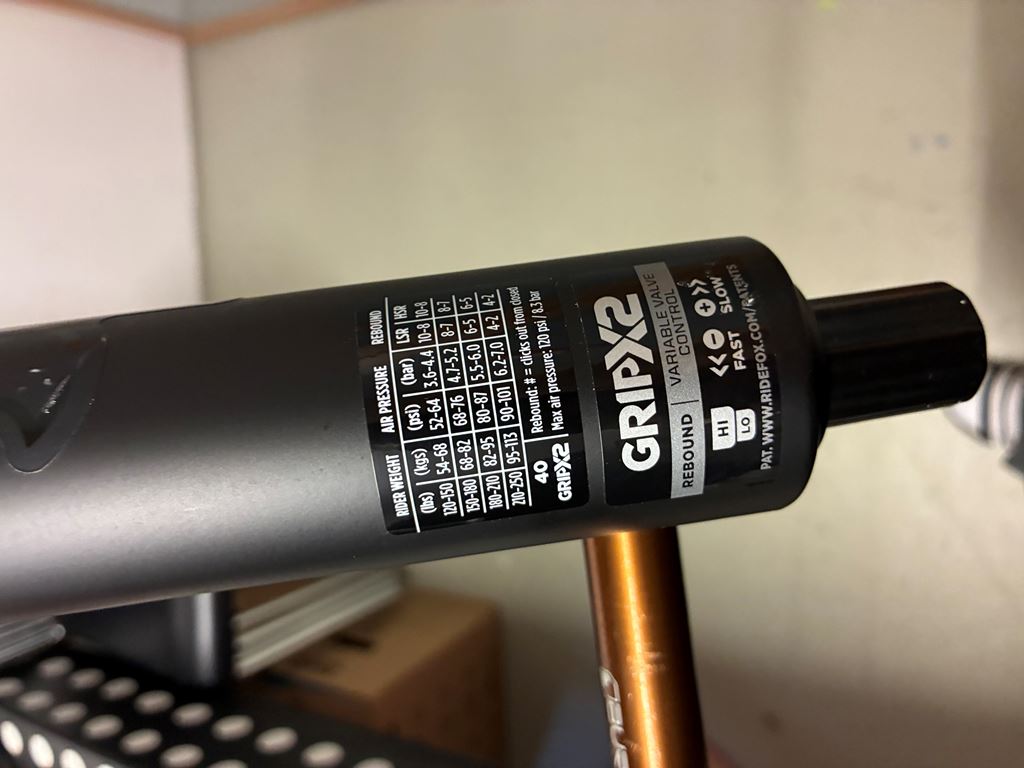 RIDER WEIGHT AIR PRESSURE REBOUND
(lbs) (kgs) (psi) (bar) LSR HSR
120-150 54-68 52-64 3.6-4.4 10-8 10-8
150-180 68-82 68-76 4.7-5.2 8-7 8-7
180-210 82-95 80-87 5.5-6.0 6-5 6-5
210-250 95-113 90-101 6.2-7.0 4-2 4-2
40
GRIPX2
Rebound: # = clicks out from closed
Max air pressure: 120 psi / 8.3 bar
GRIPX2
REBOUND VARIABLE VALVE
CONTROL
HI
LO
FAST SLOW
PAT. WWW.RIDEFOX.COM/PATENTS